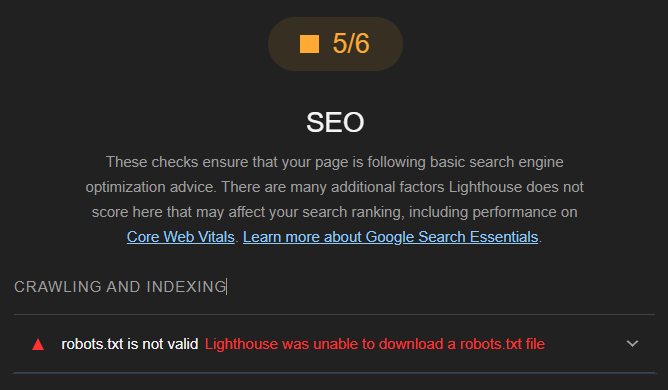 5/6
SEO
These checks ensure that your page is following basic search engine
optimization advice. There are many additional factors Lighthouse does not
score here that may affect your search ranking, including performance on
Core Web Vitals. Learn more about Google Search Essentials.
CRAWLING AND INDEXING
robots.txt is not valid Lighthouse was unable to download a robots.txt file